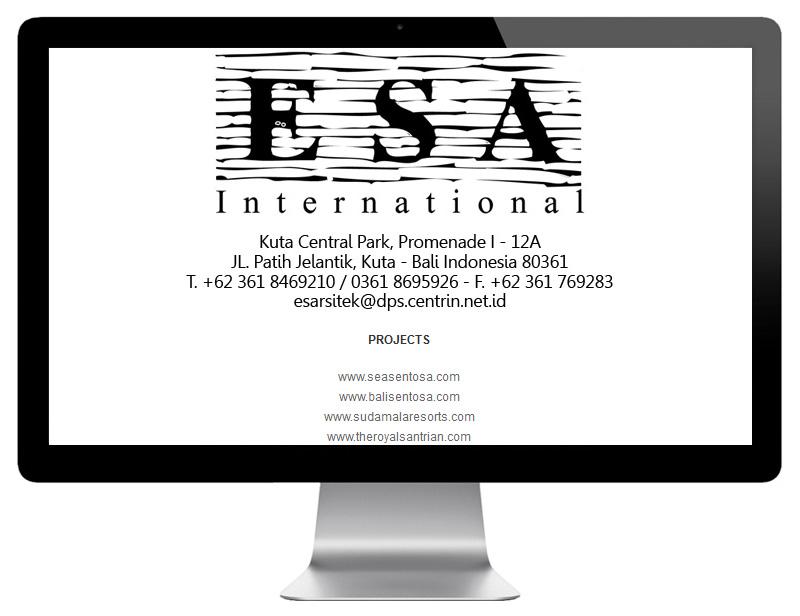 ESA
International
Kuta Central Park, Promenade I - 12A
JL. Patih Jelantik, Kuta - Bali Indonesia 80361
T. +62 361 8469210 / 0361 8695926 - F. +62 361 769283
esarsitek@dps.centrin.net.id
PROJECTS
www.seasentosa.com
www.balisentosa.com
www.sudamalaresorts.com
www.theroyalsantrian.com